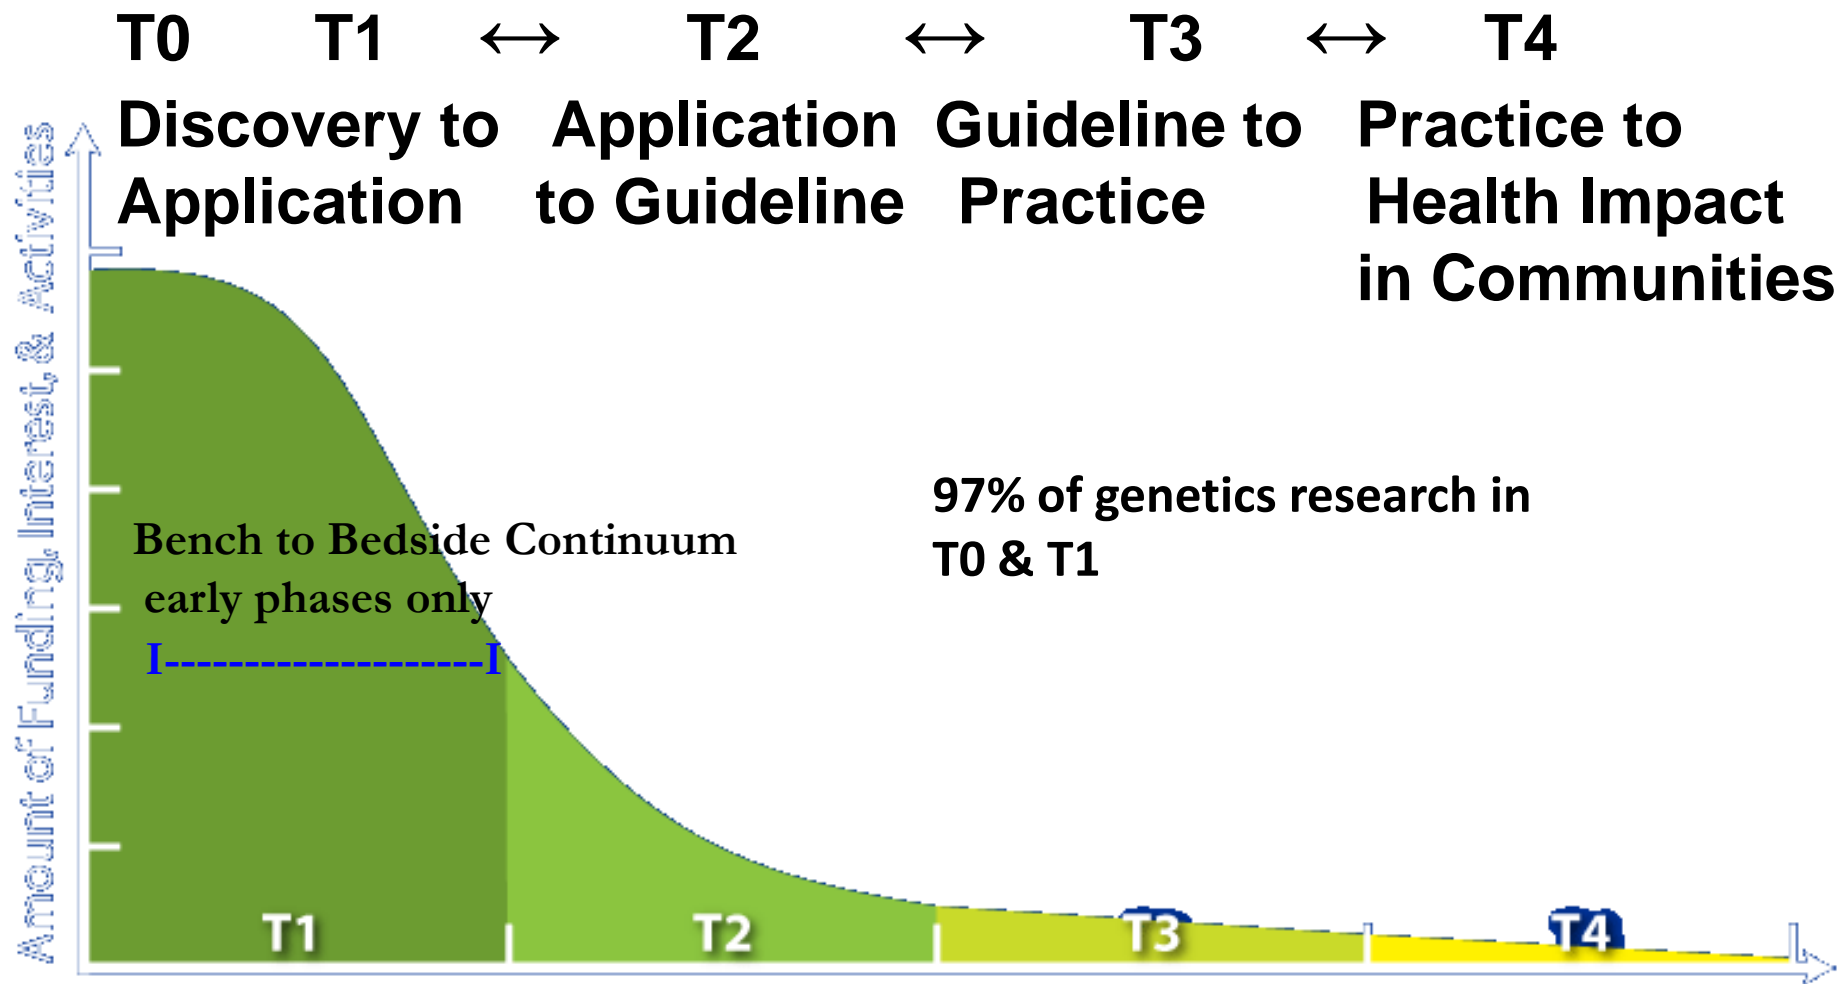 T0 T1 ↔ T2 ↔ T3 ↔ T4
Discovery to Application Guideline to Practice to
Application to Guideline Practice Health Impact
in Communities
Amount of Funding, Interest, & Activities
97% of genetics research in
T0 & T1
Bench to Bedside Continuum
early phases only
I---------------------I
T1 T2 T3 T4